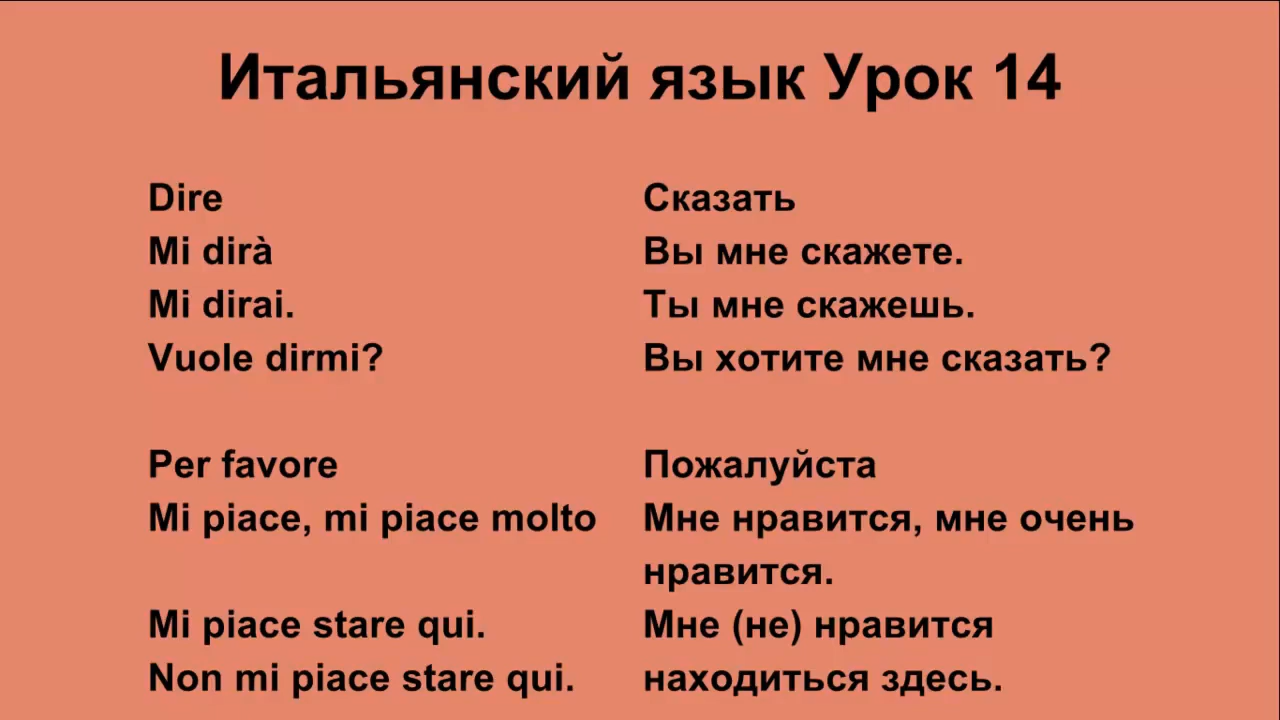 Итальянский язык Урок 14
Dire Сказать
Mi dirà Вы мне скажете.
Mi dirai. Ты мне скажешь.
Vuole dirmi? Вы хотите мне сказать?
Per favore Пожалуйста
Mi piace, mi piace molto Мне нравится, мне очень
нравится.
Mi piace stare qui. Мне (не) нравится
Non mi piace stare qui. находиться здесь.